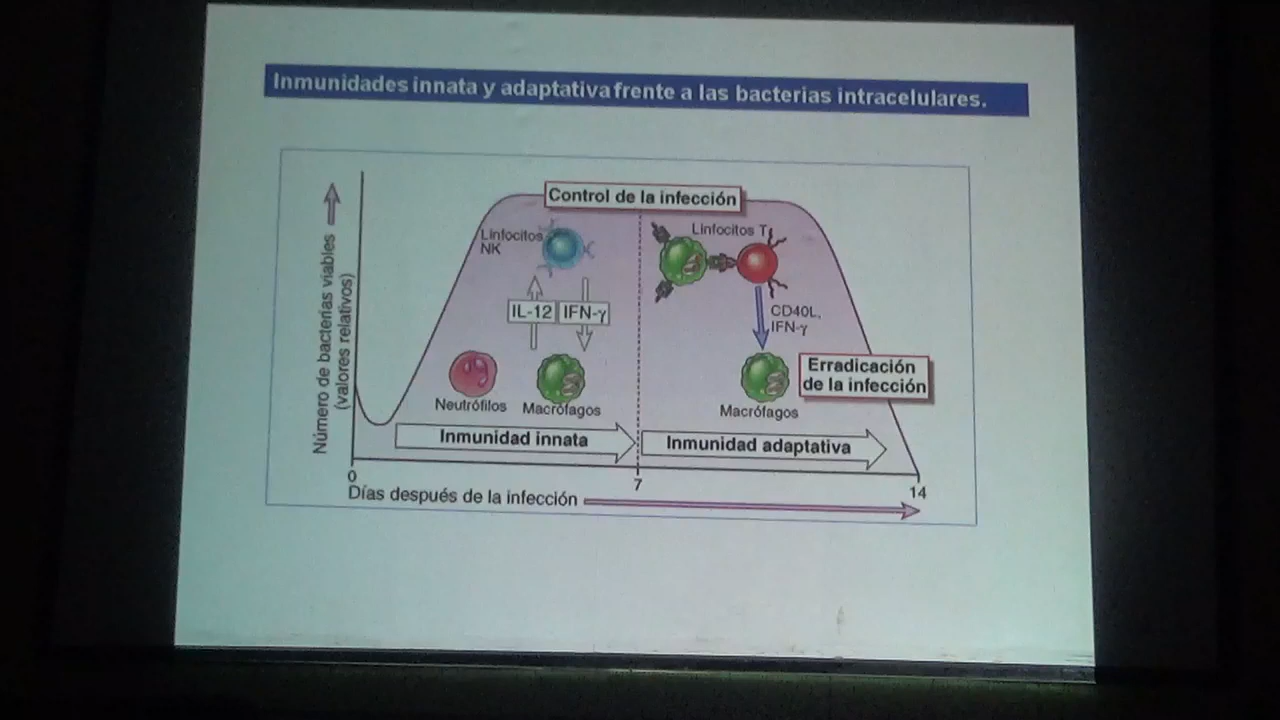 Inmunidades innata y adaptativa frente a las bacterias intracelulares.
Control de la infección
Linfocitos
NK
Linfocitos T
IL-12
IFN-γ
CD40L,
IFN-γ
Erradicación
de la infección
Neutrófilos
Macrófagos
Macrófagos
Inmunidad innata
Inmunidad adaptativa
Número de bacterias viables
(valores relativos)
0
7
14
Días después de la infección